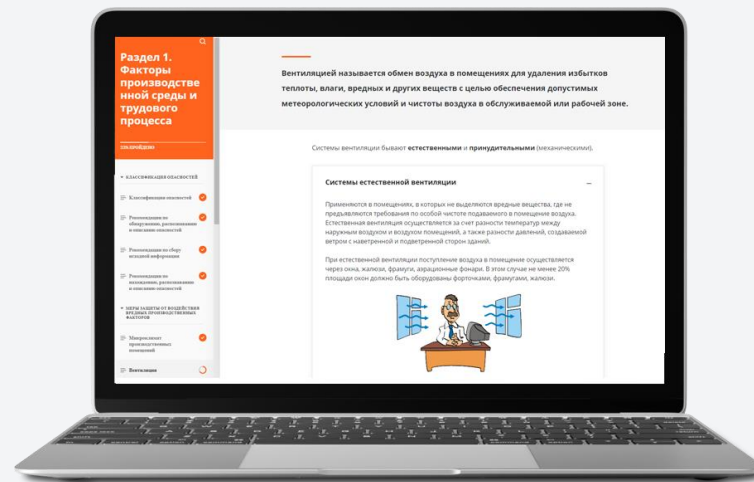 Раздел 1.
Факторы
производстве
нной среды и
трудового
процесса
КЛАССИФИКАЦИЯ ОПАСНОСТЕЙ
Классификация опасностей
Рекомендации по
обнаружению, распознаванию
и описанию опасностей
Рекомендации по сбору
исходной информации
Рекомендации по
нахождению, распознаванию
и описанию опасностей
МЕРЫ ЗАЩИТЫ ОТ ВОЗДЕЙСТВИЯ
ВРЕДНЫХ ПРОИЗВОДСТВЕННЫХ
ФАКТОРОВ
Микроклимат
производственных
помещений
Вентиляция
Вентиляцией называется обмен воздуха в помещениях для удаления избытков
теплоты, влаги, вредных и других веществ с целью обеспечения допустимых
метеорологических условий и чистоты воздуха в обслуживаемой или рабочей зоне.
Системы вентиляции бывают естественными и принудительными (механическими).
Системы естественной вентиляции
Применяются в помещениях, в которых не выделяются вредные вещества, где не
предъявляются требования по особой чистоте подаваемого в помещение воздуха.
Естественная вентиляция осуществляется за счет разности температур между
наружным воздухом и воздухом помещений, а также разности давлений, создаваемой
ветром с наветренной и подветренной сторон зданий.
При естественной вентиляции поступление воздуха в помещение осуществляется
через окна, жалюзи, фрамуги, аэрационные фонари. В этом случае не менее 20%
площади окон должно быть оборудованы форточками, фрамугами, жалюзи.